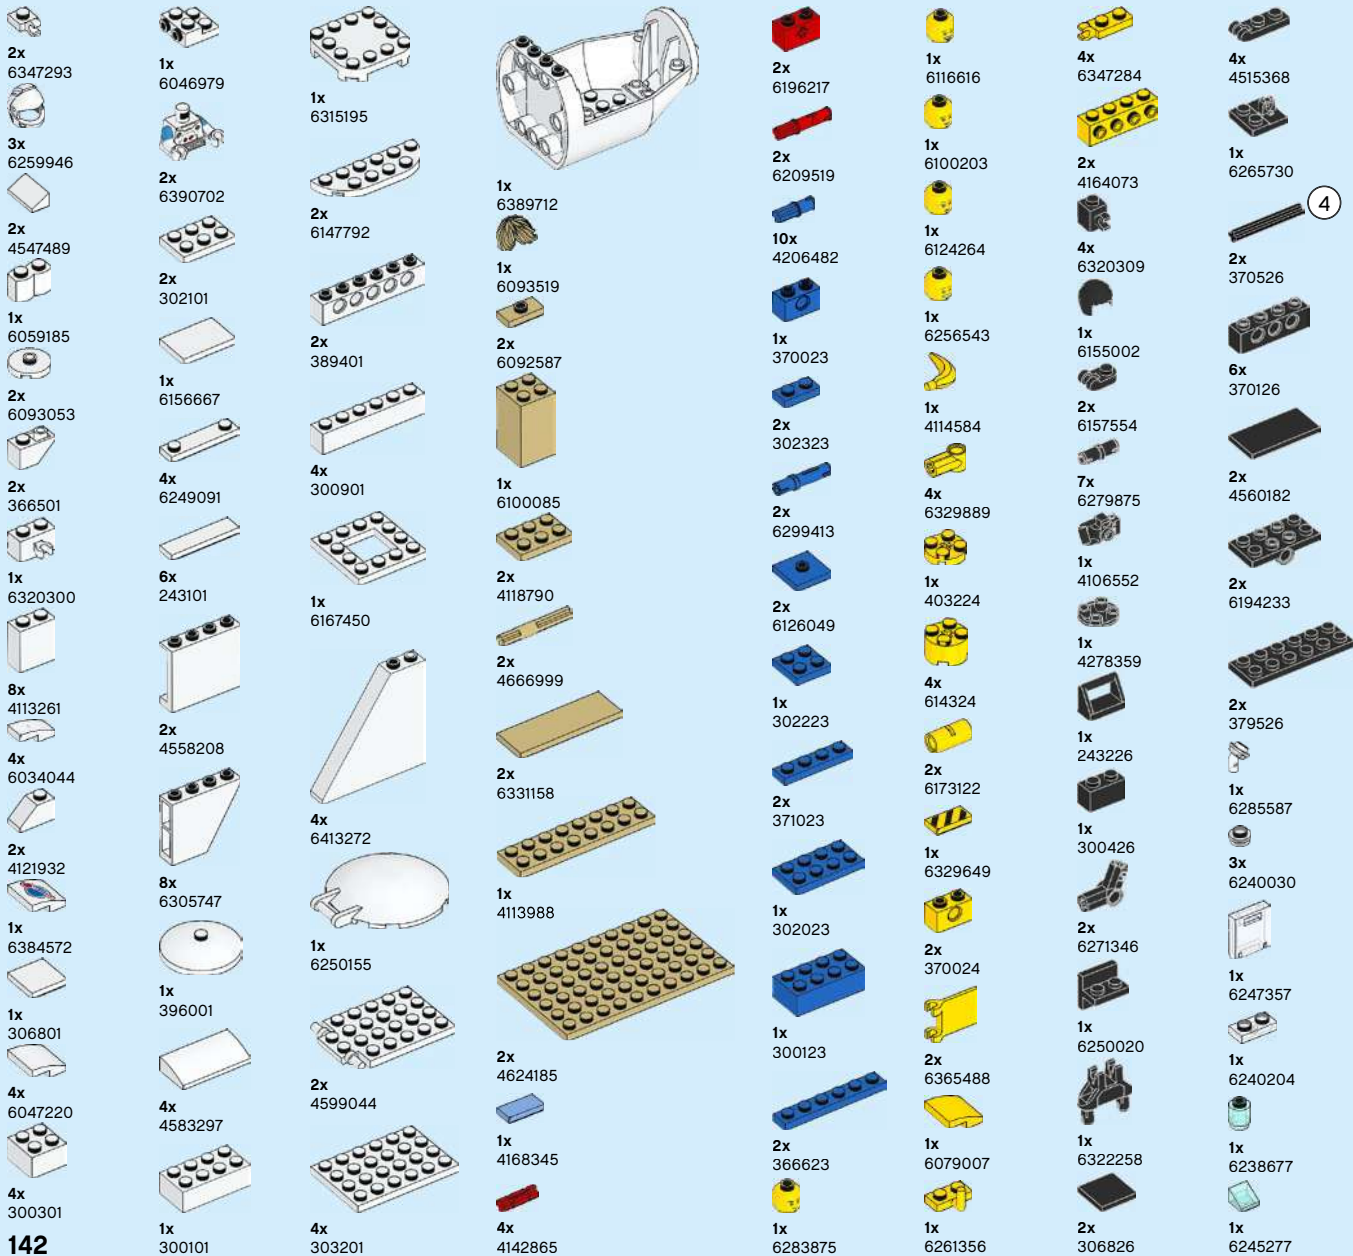 2x
6347293
3x
6259946
2x
4547489
1x
6059185
2x
6093053
2x
366501
1x
6320300
8x
4113261
4x
6034044
2x
4121932
1x
6384572
1x
306801
4x
6047220
4x
300301
142
1x
6046979
2x
6390702
2x
302101
1x
6156667
4x
6249091
6x
243101
2x
4558208
8x
6305747
1x
396001
4x
4583297
1x
300101
1x
6315195
2x
6147792
2x
389401
4x
300901
1x
6167450
4x
6413272
1x
6250155
2x
4599044
4x
303201
1x
6389712
1x
6093519
2x
6092587
1x
6100085
2x
4118790
2x
4666999
2x
6331158
1x
4113988
2x
4624185
1x
4168345
4x
4142865
2x
6196217
2x
6209519
10x
4206482
1x
370023
2x
302323
2x
6299413
2x
6126049
1x
302223
2x
371023
1x
302023
1x
300123
2x
366623
1x
6283875
1x
6116616
1x
6100203
1x
6124264
1x
6256543
1x
4114584
4x
6329889
1x
403224
4x
614324
2x
6173122
1x
6329649
2x
370024
2x
6365488
1x
6079007
1x
6261356
4x
6347284
2x
4164073
4x
6320309
1x
6155002
2x
6157554
7x
6279875
1x
4106552
1x
4278359
1x
243226
1x
300426
2x
6271346
1x
6250020
1x
6322258
2x
306826
4x
4515368
1x
6265730
4
2x
370526
6x
370126
2x
4560182
2x
6194233
2x
379526
1x
6285587
3x
6240030
1x
6247357
1x
6240204
1x
6238677
1x
6245277